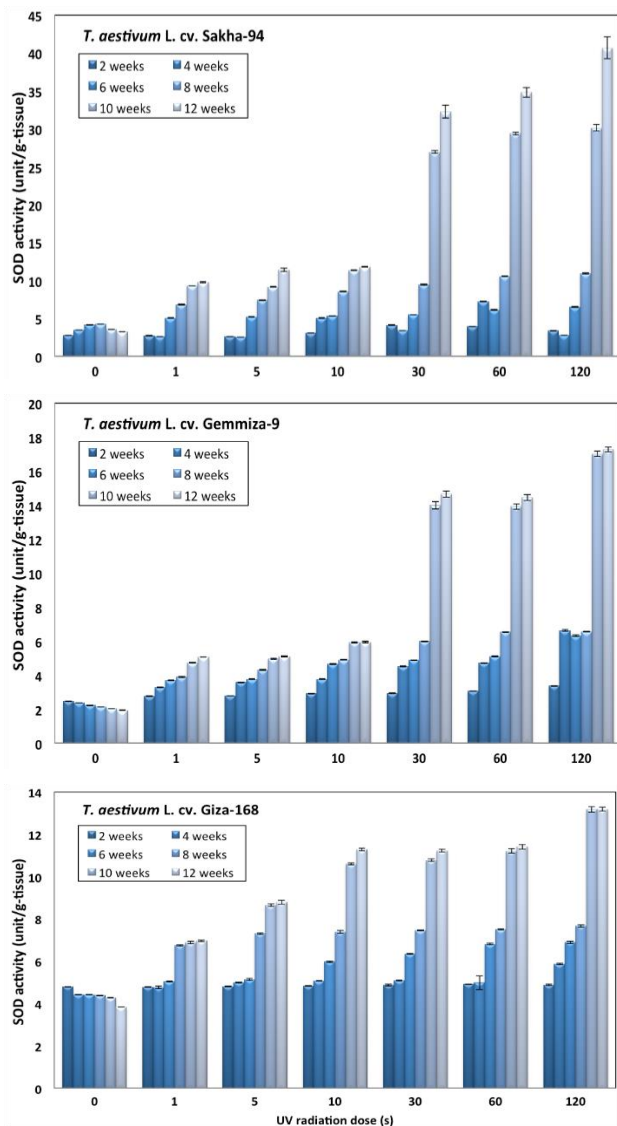 T. aestivum L. cv. Sakha-94
2 weeks 4 weeks
6 weeks 8 weeks
10 weeks 12 weeks
SOD activity (unit/g-tissue)
45
40
35
30
25
20
15
10
5
0
0 1 5 10 30 60 120
T. aestivum L. cv. Gemmiza-9
2 weeks 4 weeks
6 weeks 8 weeks
10 weeks 12 weeks
SOD activity (unit/g-tissue)
20
18
16
14
12
10
8
6
4
2
0
0 1 5 10 30 60 120
T. aestivum L. cv. Giza-168
2 weeks 4 weeks
6 weeks 8 weeks
10 weeks 12 weeks
SOD activity (unit/g-tissue)
14
12
10
8
6
4
2
0
0 1 5 10 30 60 120
UV radiation dose (s)